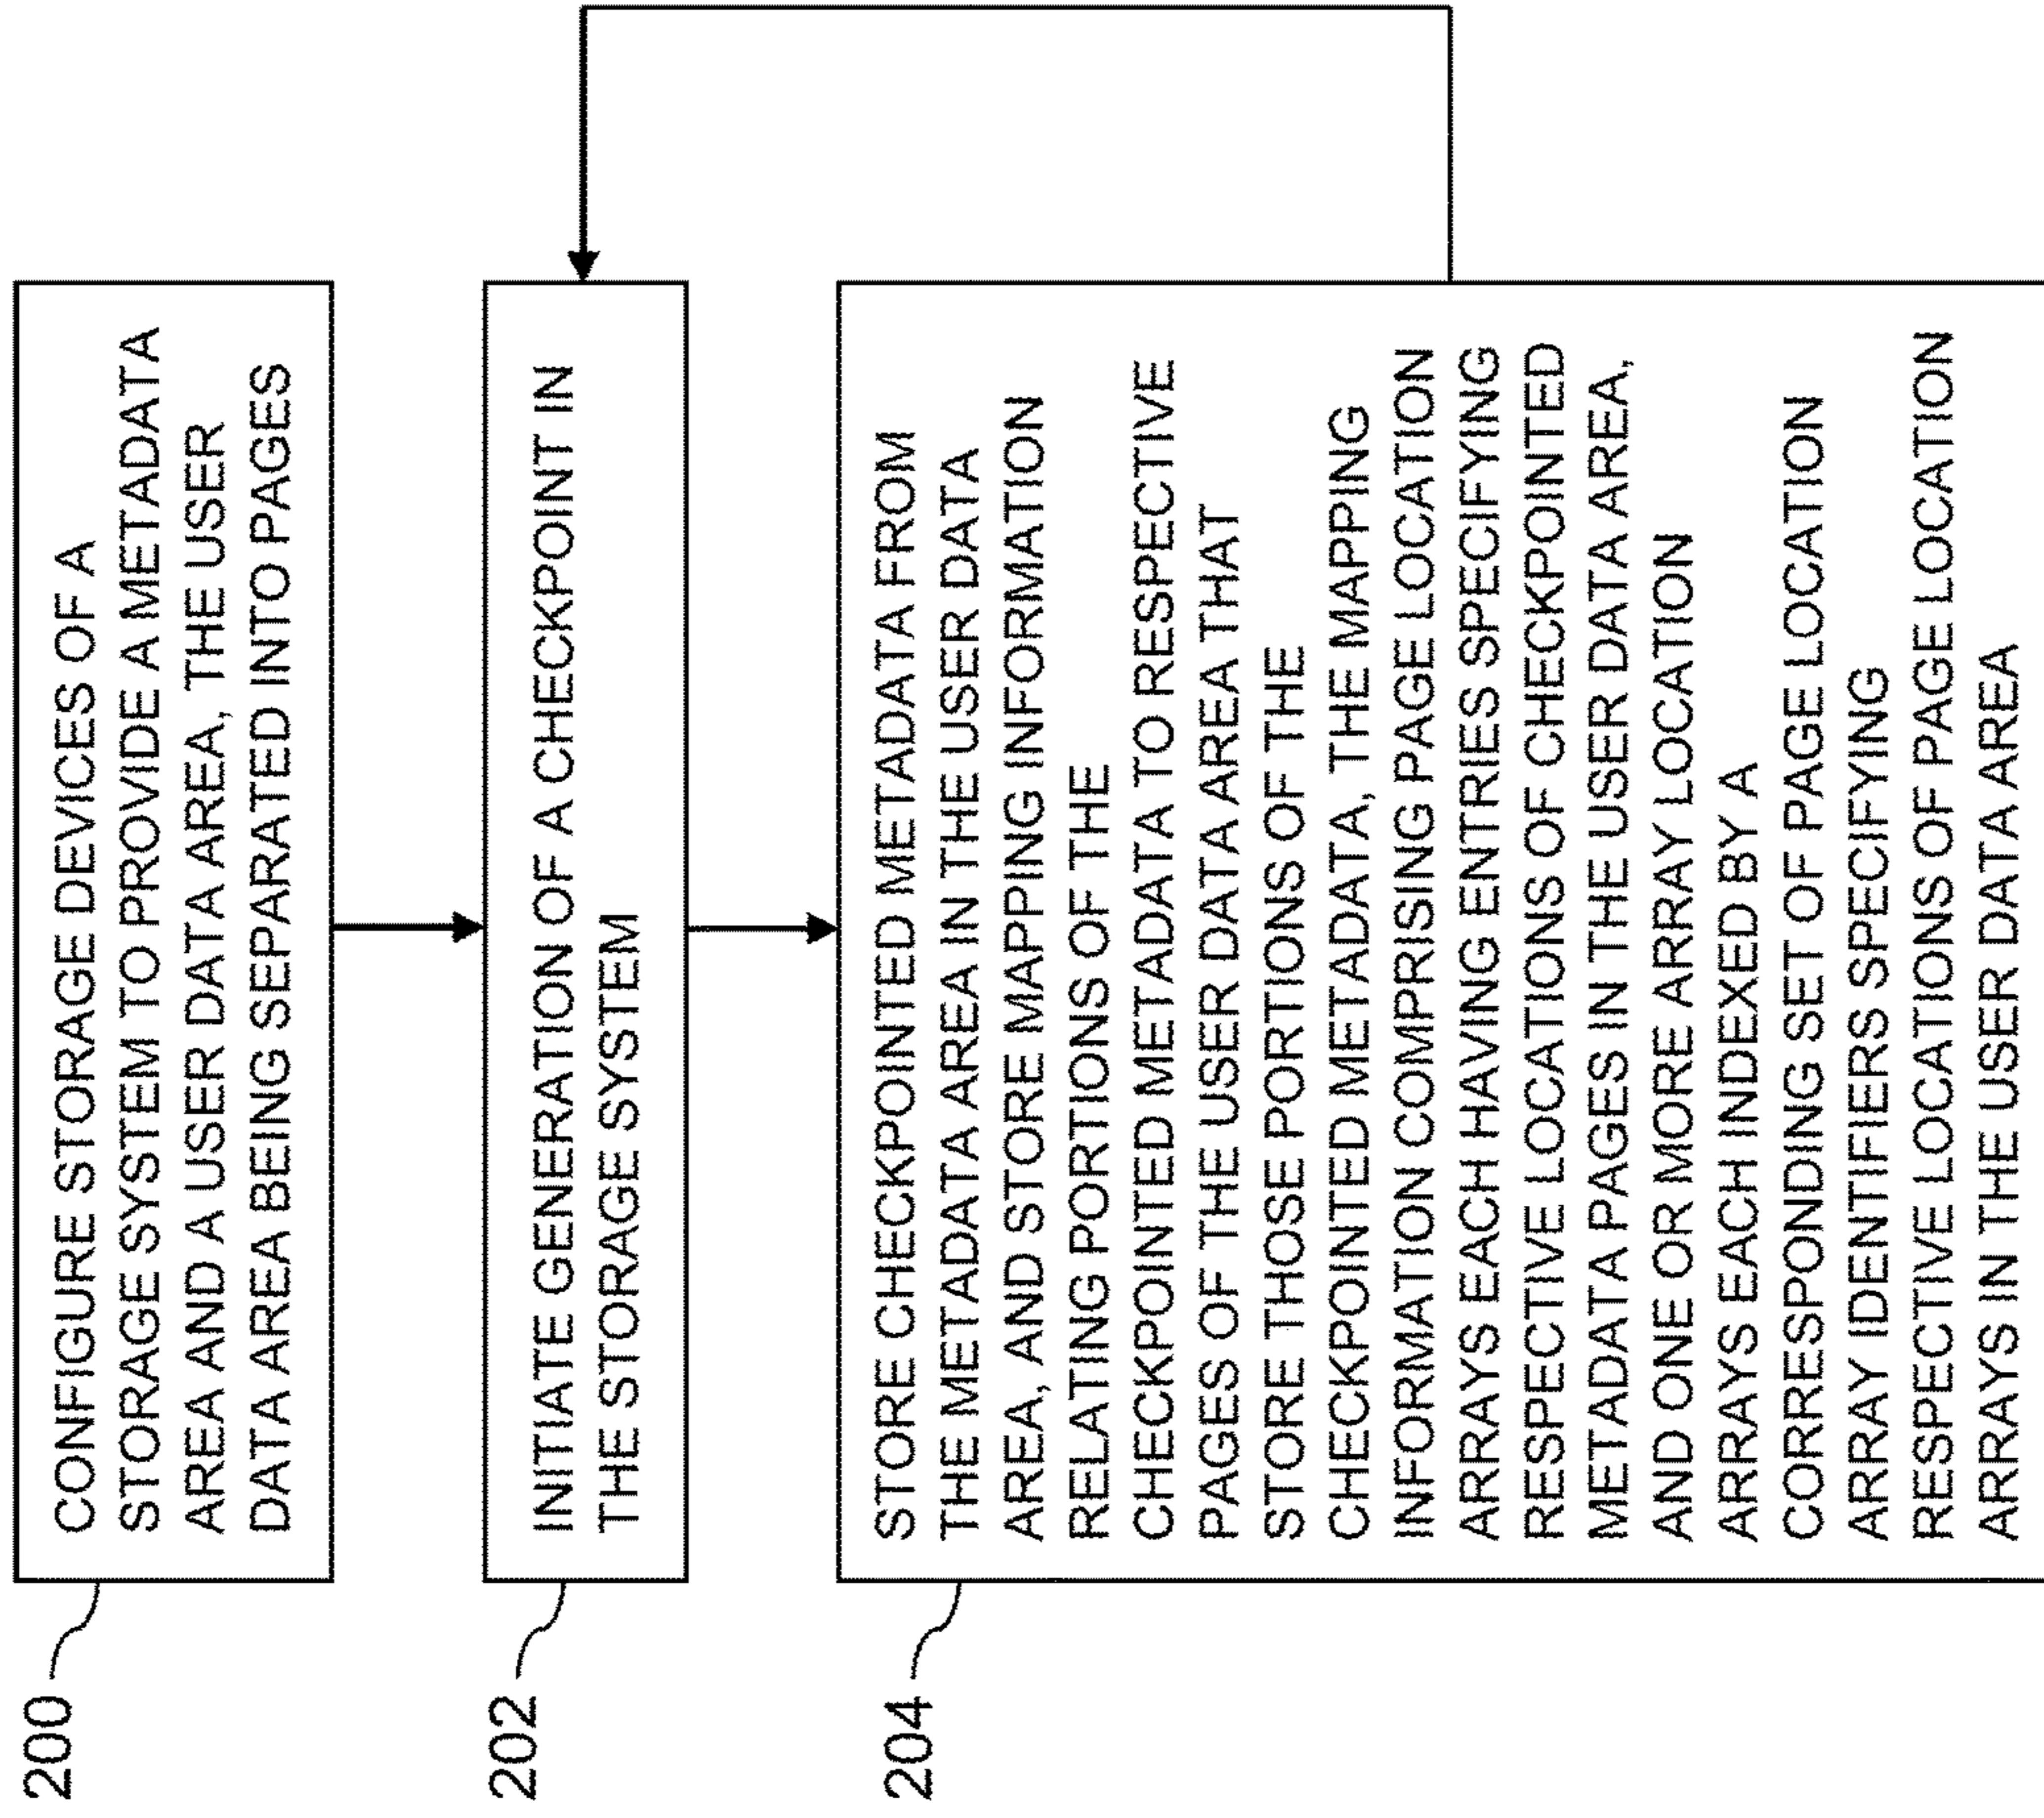 200
CONFIGURE STORAGE DEVICES OF A
STORAGE SYSTEM TO PROVIDE A METADATA
AREA AND A USER DATA AREA, THE USER
DATA AREA BEING SEPARATED INTO PAGES
202
INITIATE GENERATION OF A CHECKPOINT IN
THE STORAGE SYSTEM
204
STORE CHECKPOINTED METADATA FROM
THE METADATA AREA IN THE USER DATA
AREA, AND STORE MAPPING INFORMATION
RELATING PORTIONS OF THE
CHECKPOINTED METADATA TO RESPECTIVE
PAGES OF THE USER DATA AREA THAT
STORE THOSE PORTIONS OF THE
CHECKPOINTED METADATA, THE MAPPING
INFORMATION COMPRISING PAGE LOCATION
ARRAYS EACH HAVING ENTRIES SPECIFYING
RESPECTIVE LOCATIONS OF CHECKPOINTED
METADATA PAGES IN THE USER DATA AREA,
AND ONE OR MORE ARRAY LOCATION
ARRAYS EACH INDEXED BY A
CORRESPONDING SET OF PAGE LOCATION
ARRAY IDENTIFIERS SPECIFYING
RESPECTIVE LOCATIONS OF PAGE LOCATION
ARRAYS IN THE USER DATA AREA